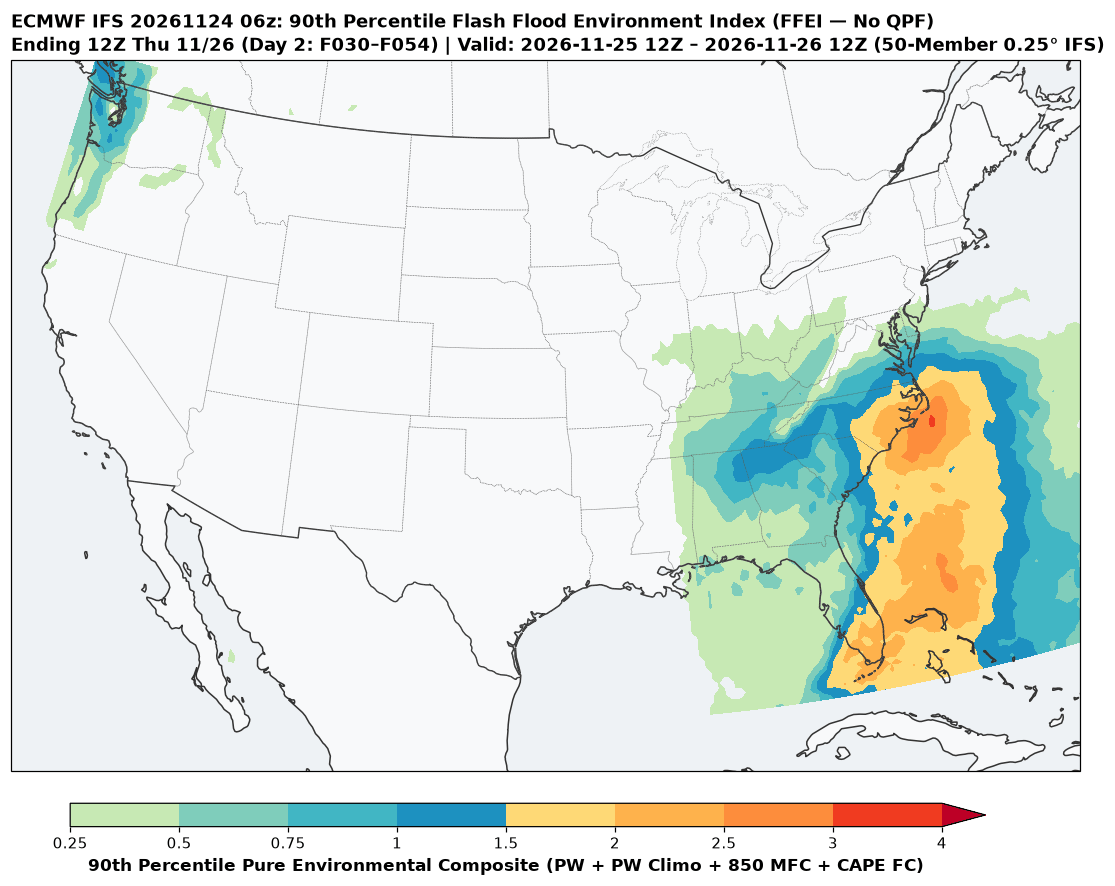 ECMWF IFS 20261124 06z: 90th Percentile Flash Flood Environment Index (FFEI — No QPF)
Ending 12Z Thu 11/26 (Day 2: F030–F054) | Valid: 2026-11-25 12Z – 2026-11-26 12Z (50-Member 0.25° IFS)
0.25 0.5 0.75 1 1.5 2 2.5 3 4
90th Percentile Pure Environmental Composite (PW + PW Climo + 850 MFC + CAPE FC)